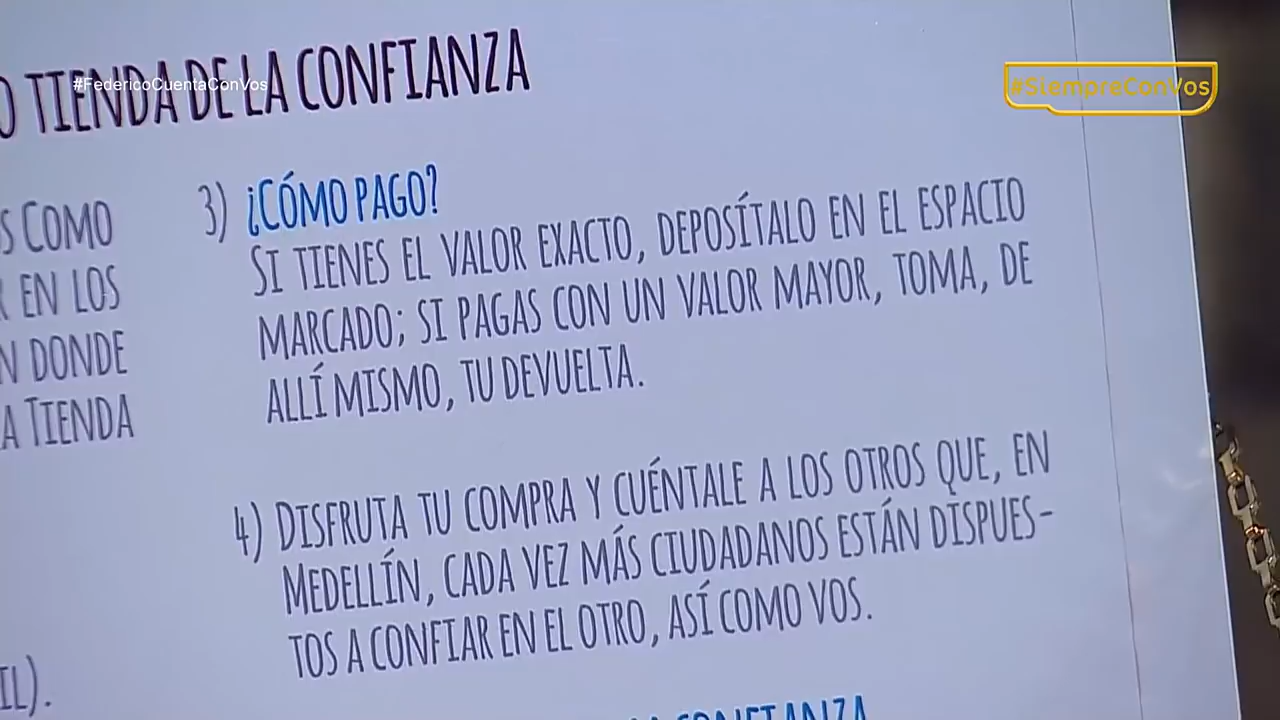 O TIENDA DE LA CONFIANZA
#FedericoCuentaConVos
#SiempreConVos
S COMO
EN LOS
N DONDE
A TIENDA
IL).
3) ¿CÓMO PAGO?
SI TIENES EL VALOR EXACTO, DEPOSÍTALO EN EL ESPACIO
MARCADO; SI PAGAS CON UN VALOR MAYOR, TOMA, DE
ALLÍ MISMO, TU DEVUELTA.
4) DISFRUTA TU COMPRA Y CUÉNTALE A LOS OTROS QUE, EN
MEDELLÍN, CADA VEZ MÁS CIUDADANOS ESTÁN DISPUES-
TOS A CONFIAR EN EL OTRO, ASÍ COMO VOS.
CONFIANZA